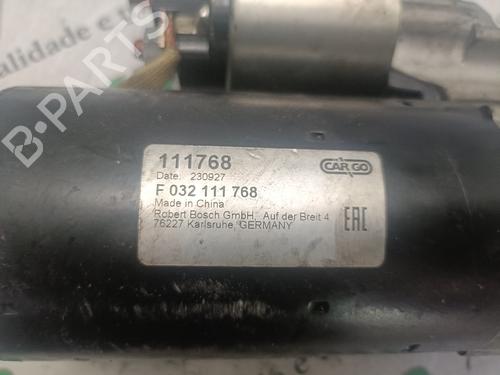 alidade e
B-PARTS
111768
CARGO
Date: 230927
F 032 111 768
Made in China
Robert Bosch GmbH, Auf der Breit 4
76227 Karlsruhe, GERMANY
EAC